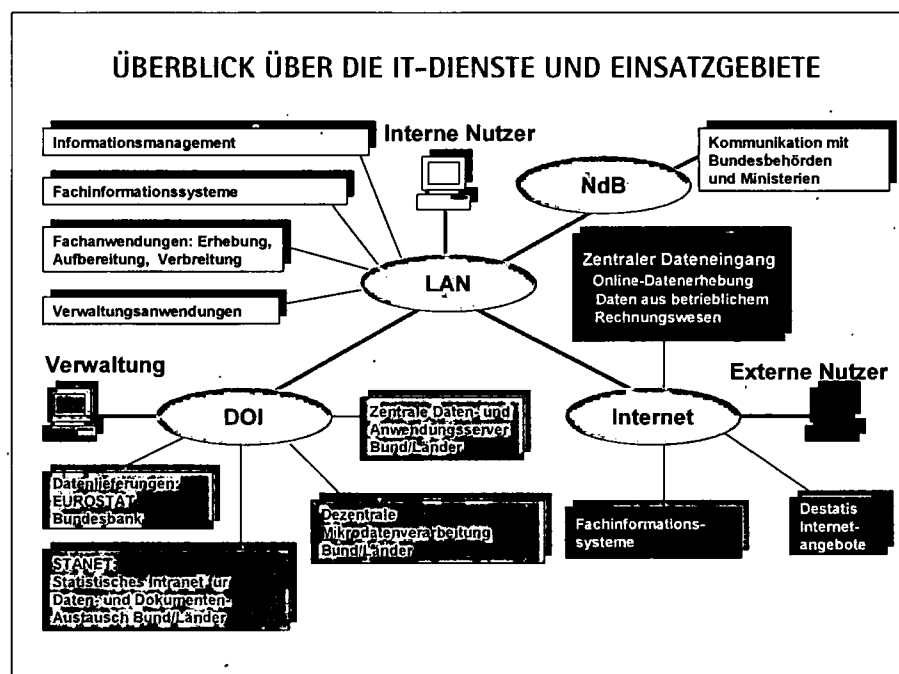 ÜBERBLICK ÜBER DIE IT-DIENSTE UND EINSATZGEBIETE
Informationsmanagement
Interne Nutzer
Kommunikation mit
Bundesbehörden
und Ministerien
Fachinformationssysteme
NdB
Fachanwendungen: Erhebung,
Aufbereitung, Verbreitung
LAN
Zentraler Dateneingang
Online-Datenerhebung
Daten aus betrieblichem
Rechnungswesen
Verwaltungsanwendungen
Verwaltung
Externe Nutzer
DOI
Zentrale Daten- und
Anwendungsserver
Bund/Länder
Internet
Datenlieferungen:
EUROSTAT
Bundesbank
Dezentrale
Mikrodatenverarbeitung
Bund/Länder
Fachinformations-
systeme
Destatis
Internet-
angebote
STANET:
Statistisches Intranet für
Daten- und Dokumenten-
Austausch Bund/Länder